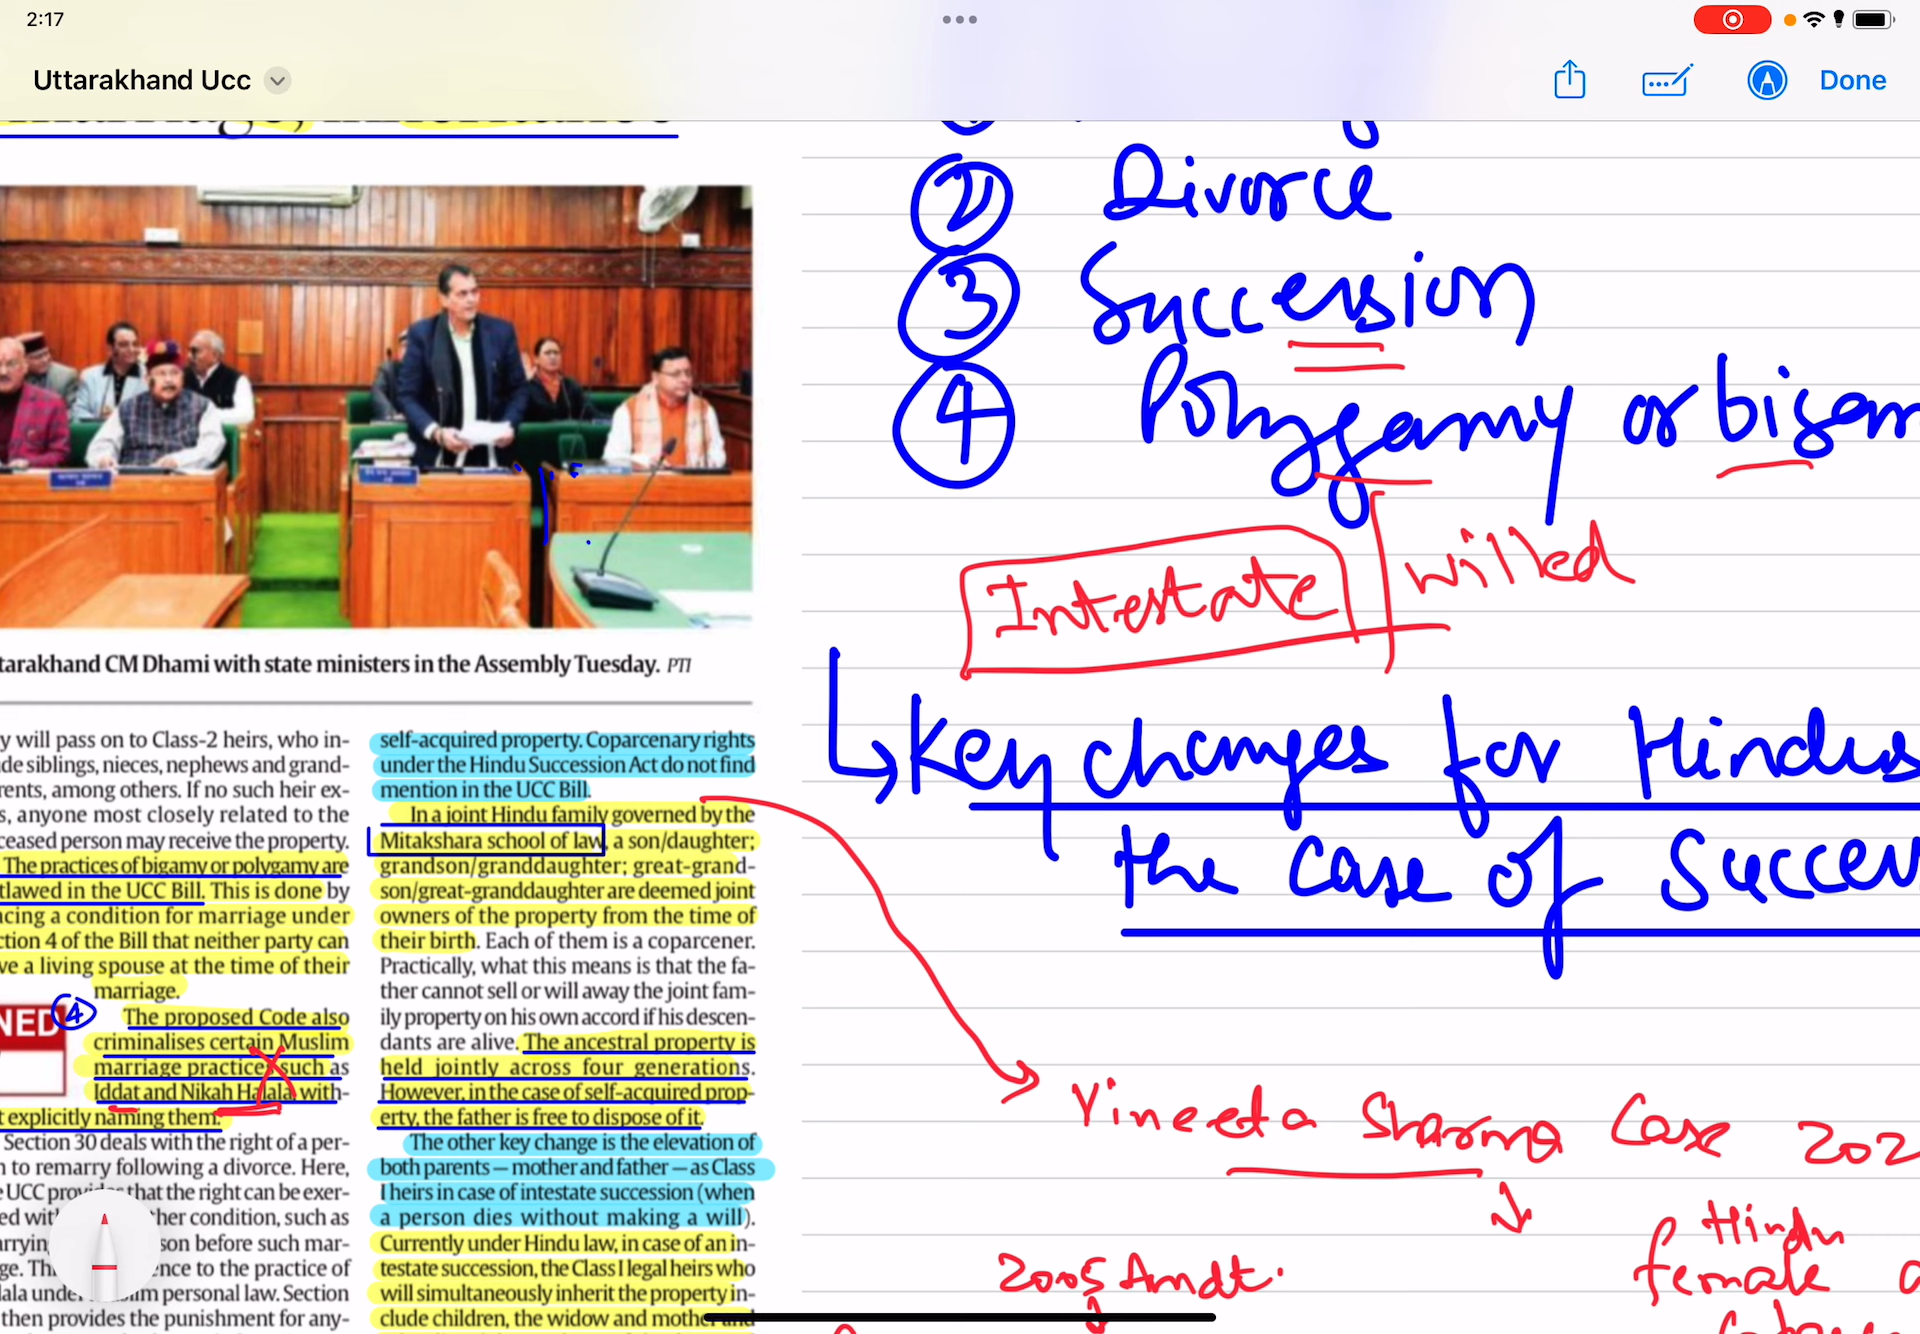 2:17
Uttarakhand Ucc
Done
tarakhand CM Dhami with state ministers in the Assembly Tuesday. PTI
y will pass on to Class-2 heirs, who in-
de siblings, nieces, nephews and grand-
rents, among others. If no such heir ex-
s, anyone most closely related to the
ceased person may receive the property.
The practices of bigamy or polygamy are
tlawed in the UCC Bill. This is done by
acing a condition for marriage under
ction 4 of the Bill that neither party can
ve a living spouse at the time of their
marriage.
NED
4
The proposed Code also
criminalises certain Muslim
marriage practices such as
Iddat and Nikah Halala with-
t explicitly naming them.
Section 30 deals with the right of a per-
n to remarry following a divorce. Here,
e UCC provides that the right can be exer-
ed wit ther condition, such as
arryin son before such mar-
ge. Thi ence to the practice of
lala unde im personal law. Section
then provides the punishment for any-
self-acquired property. Coparcenary rights
under the Hindu Succession Act do not find
mention in the UCC Bill.
In a joint Hindu family governed by the
Mitakshara school of law, a son/daughter;
grandson/granddaughter; great-grand-
son/great-granddaughter are deemed joint
owners of the property from the time of
their birth. Each of them is a coparcener.
Practically, what this means is that the fa-
ther cannot sell or will away the joint fam-
ily property on his own accord if his descen-
dants are alive. The ancestral property is
held jointly across four generations.
However, in the case of self-acquired prop-
erty, the father is free to dispose of it.
The other key change is the elevation of
both parents — mother and father — as Class
I heirs in case of intestate succession (when
a person dies without making a will).
Currently under Hindu law, in case of an in-
testate succession, the Class I legal heirs who
will simultaneously inherit the property in-
clude children, the widow and mother and
2 Divorce
3 Succession
4 Polygamy or bigam
Intestate willed
Key changes for Hindus
the case of Succes
Vineeta Sharma Case 202
Hindu
2005 Amdt. female